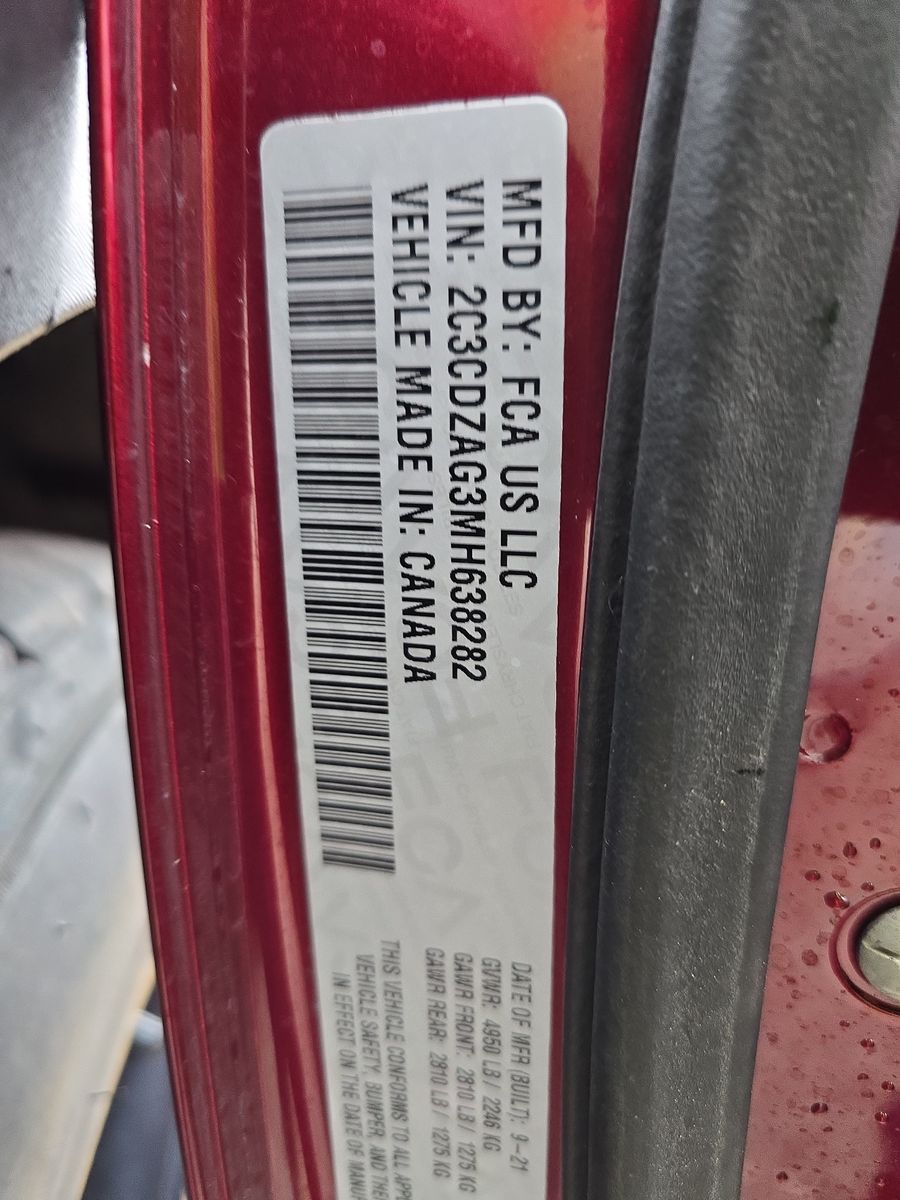 MFD BY: FCA US LLC
VIN: 2C3CDZAG3MH638282
VEHICLE MADE IN: CANADA
DATE OF MFR (BUILT): 9-21
GVWR: 4950 LB / 2246 KG
GAWR FRONT: 2810 LB / 1275 KG
GAWR REAR: 2810 LB / 1275 KG
THIS VEHICLE CONFORMS TO ALL APP
VEHICLE SAFETY, BUMPER, AND THE
IN EFFECT ON THE DATE OF MANU